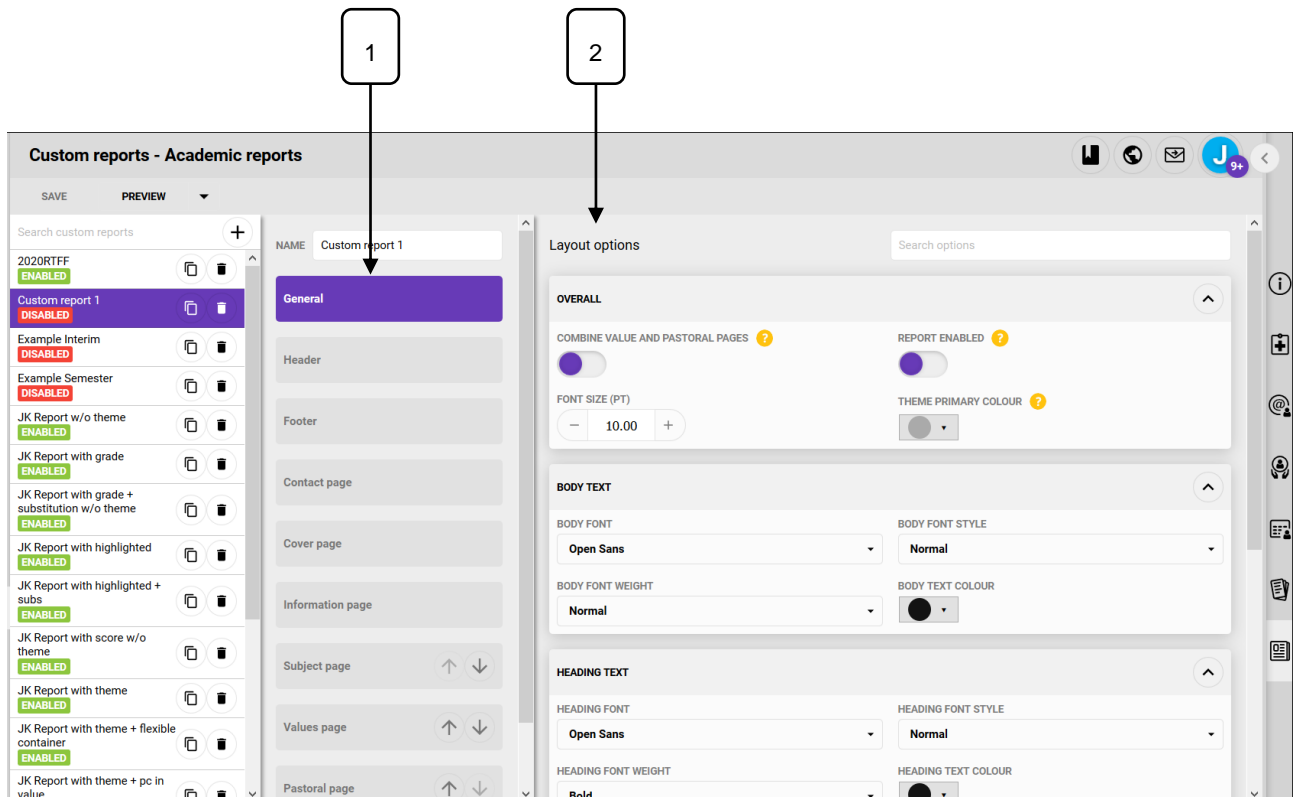 1
2
Custom reports - Academic reports
J
9+
SAVE
PREVIEW
Search custom reports
2020RTFF
ENABLED
Custom report 1
DISABLED
Example Interim
DISABLED
Example Semester
DISABLED
JK Report w/o theme
ENABLED
JK Report with grade
ENABLED
JK Report with grade +
substitution w/o theme
ENABLED
JK Report with highlighted
ENABLED
JK Report with highlighted +
subs
ENABLED
JK Report with score w/o
theme
ENABLED
JK Report with theme
ENABLED
JK Report with theme + flexible
container
ENABLED
JK Report with theme + pc in
value
NAME
Custom report 1
General
Header
Footer
Contact page
Cover page
Information page
Subject page
Values page
Pastoral page
Layout options
Search options
OVERALL
COMBINE VALUE AND PASTORAL PAGES ?
REPORT ENABLED ?
FONT SIZE (PT)
− 10.00 +
THEME PRIMARY COLOUR ?
BODY TEXT
BODY FONT
Open Sans
BODY FONT STYLE
Normal
BODY FONT WEIGHT
Normal
BODY TEXT COLOUR
HEADING TEXT
HEADING FONT
Open Sans
HEADING FONT STYLE
Normal
HEADING FONT WEIGHT
Bold
HEADING TEXT COLOUR